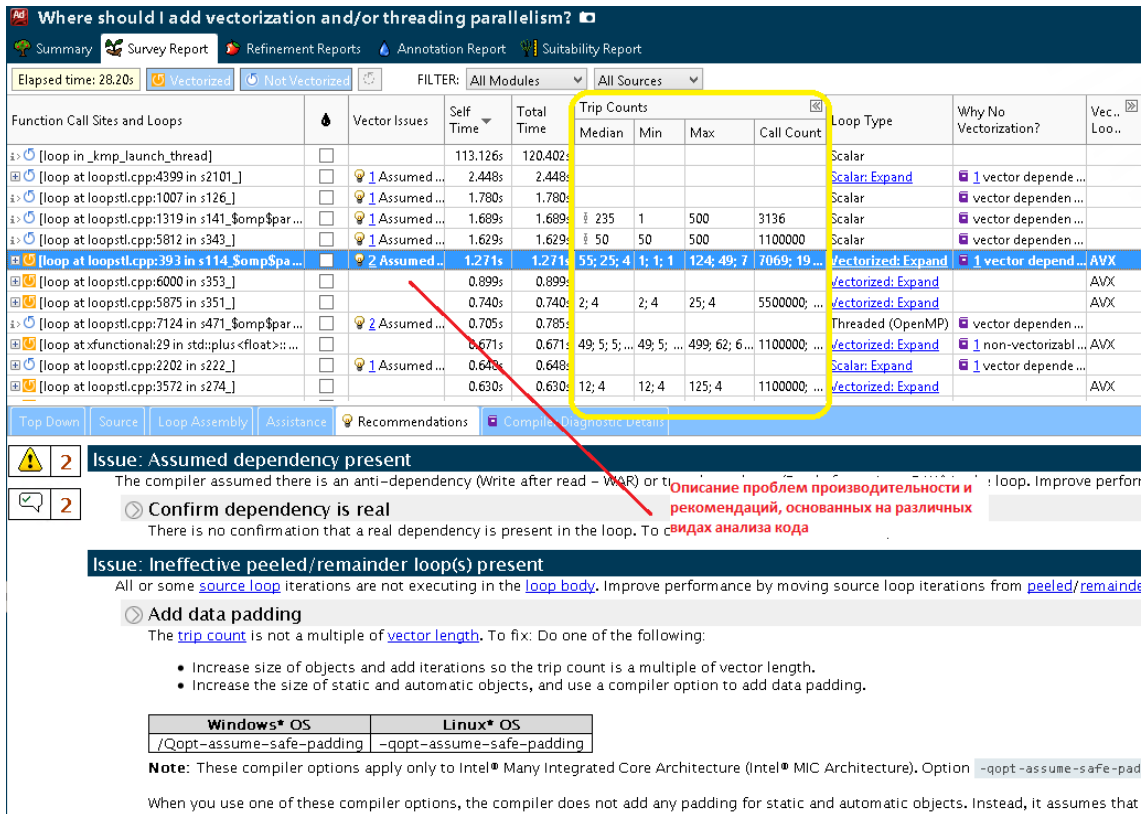 Where should I add vectorization and/or threading parallelism?
Summary Survey Report Refinement Reports Annotation Report Suitability Report
Elapsed time: 28.20s Vectorized Not Vectorized FILTER: All Modules All Sources
Function Call Sites and Loops Vector Issues Self Time Total Time Trip Counts Loop Type Why No Vectorization? Vec.. Loo..
Median Min Max Call Count
[loop in _kmp_launch_thread] 113.126s 120.402s Scalar
[loop at loopstl.cpp:4399 in s2101_] 1 Assumed ... 2.448s 2.448s Scalar: Expand 1 vector depende ...
[loop at loopstl.cpp:1007 in s126_] 1 Assumed ... 1.780s 1.780s Scalar vector dependen ...
[loop at loopstl.cpp:1319 in s141_$omp$par... 1 Assumed ... 1.689s 1.689s 235 1 500 3136 Scalar vector dependen ...
[loop at loopstl.cpp:5812 in s343_] 1 Assumed ... 1.629s 1.629s 50 50 500 1100000 Scalar vector dependen ...
[loop at loopstl.cpp:393 in s114_$omp$pa... 2 Assumed.. 1.271s 1.271s 55; 25; 4 1; 1; 1 124; 49; 7 7069; 19 ... Vectorized: Expand 1 vector depend... AVX
[loop at loopstl.cpp:6000 in s353_] 0.899s 0.899s Vectorized: Expand AVX
[loop at loopstl.cpp:5875 in s351_] 0.740s 0.740s 2; 4 2; 4 25; 4 5500000; ... Vectorized: Expand AVX
[loop at loopstl.cpp:7124 in s471_$omp$par... 2 Assumed ... 0.705s 0.785s Threaded (OpenMP) vector dependen ...
[loop at xfunctional:29 in std::plus<float>:: ... 0.671s 0.671s 49; 5; 5; ... 49; 5; ... 499; 62; 6... 1100000; ... Vectorized: Expand 1 non-vectorizabl ... AVX
[loop at loopstl.cpp:2202 in s222_] 1 Assumed ... 0.648s 0.648s Scalar: Expand 1 vector depende ...
[loop at loopstl.cpp:3572 in s274_] 0.630s 0.630s 12; 4 12; 4 125; 4 1100000; ... Vectorized: Expand AVX
Top Down Source Loop Assembly Assistance Recommendations Compiler Diagnostic Details
2 Issue: Assumed dependency present
The compiler assumed there is an anti-dependency (Write after read - WAR) or loop. Improve perfor
2 Confirm dependency is real
There is no confirmation that a real dependency is present in the loop. To
Описание проблем производительности и
рекомендаций, основанных на различных
видах анализа кода
Issue: Ineffective peeled/remainder loop(s) present
All or some source loop iterations are not executing in the loop body. Improve performance by moving source loop iterations from peeled/remainde
Add data padding
The trip count is not a multiple of vector length. To fix: Do one of the following:
• Increase size of objects and add iterations so the trip count is a multiple of vector length.
• Increase the size of static and automatic objects, and use a compiler option to add data padding.
Windows* OS Linux* OS
/Qopt-assume-safe-padding -qopt-assume-safe-padding
Note: These compiler options apply only to Intel® Many Integrated Core Architecture (Intel® MIC Architecture). Option -qopt-assume-safe-pad
When you use one of these compiler options, the compiler does not add any padding for static and automatic objects. Instead, it assumes that